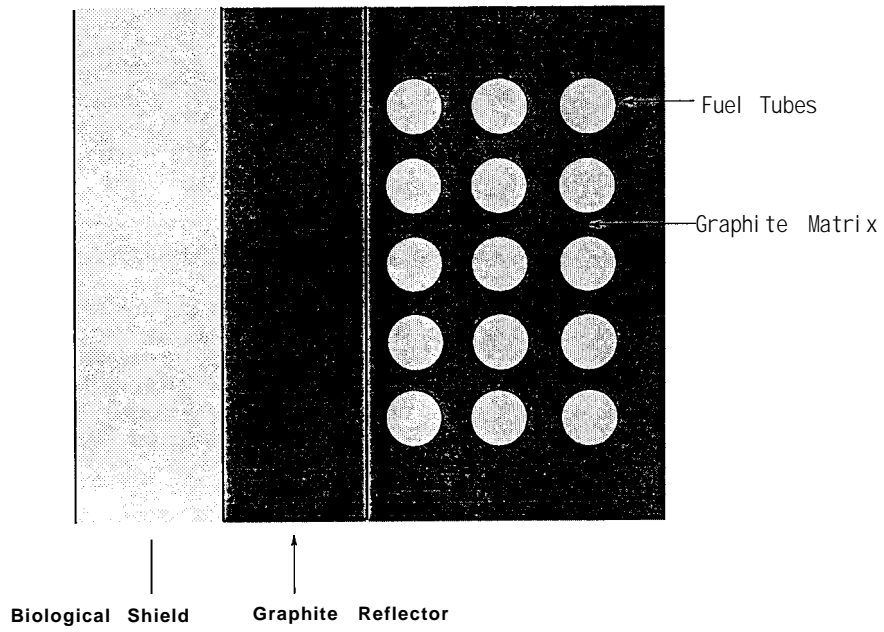 Fuel Tubes
Graphite Matrix
Biological Shield
Graphite Reflector